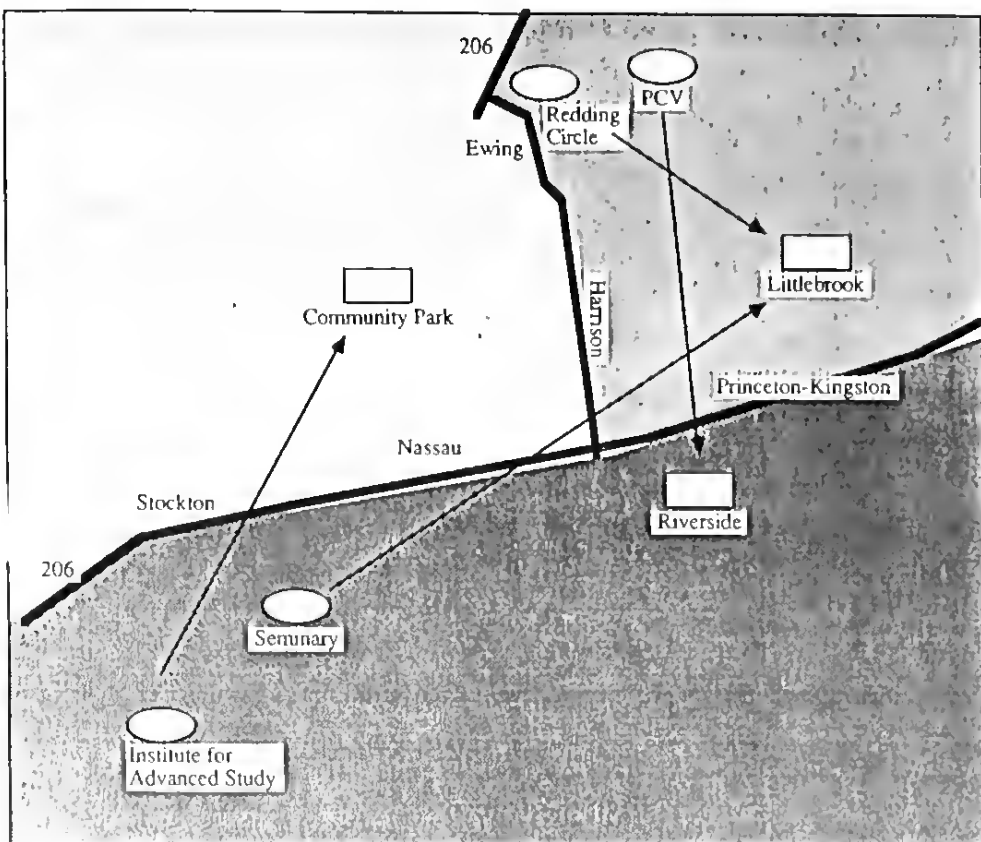 206
PCV
Redding
Circle
Ewing
Littlebrook
Harrison
Community Park
Princeton-Kingston
Nassau
Stockton
Riverside
206
Seminary
Institute for
Advanced Study